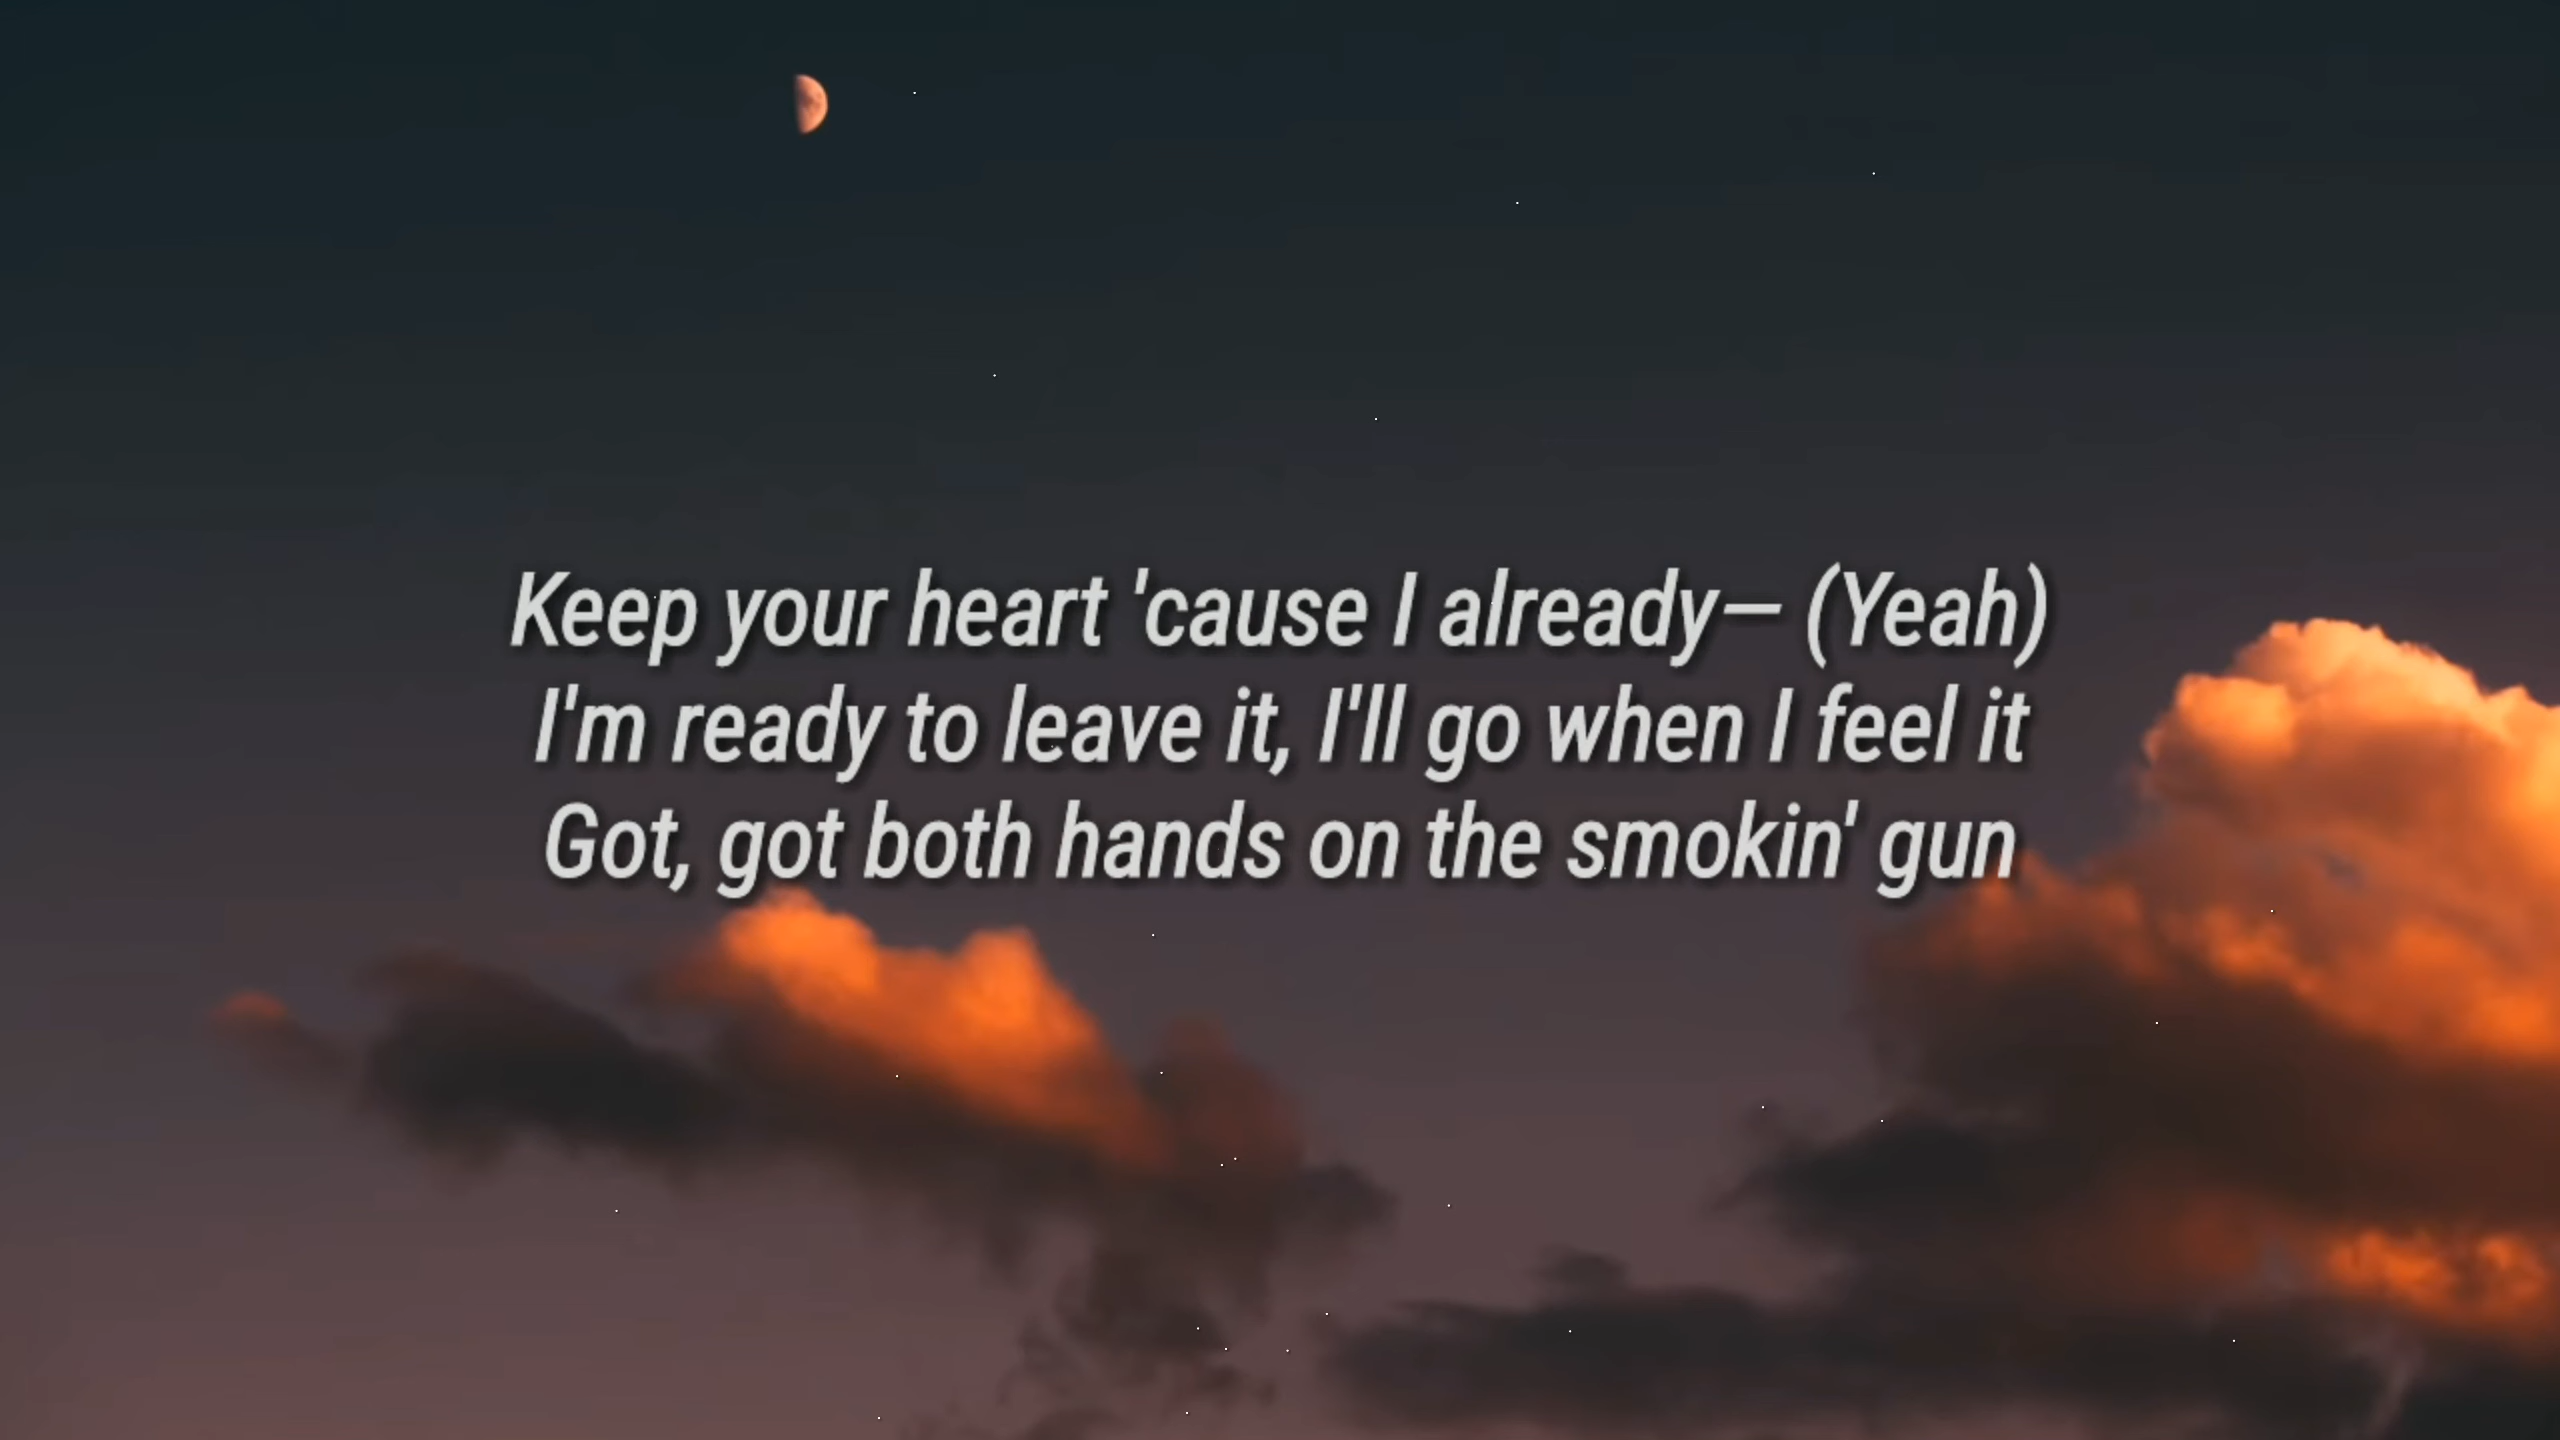 Keep your heart 'cause I already— (Yeah)
I'm ready to leave it, I'll go when I feel it
Got, got both hands on the smokin' gun